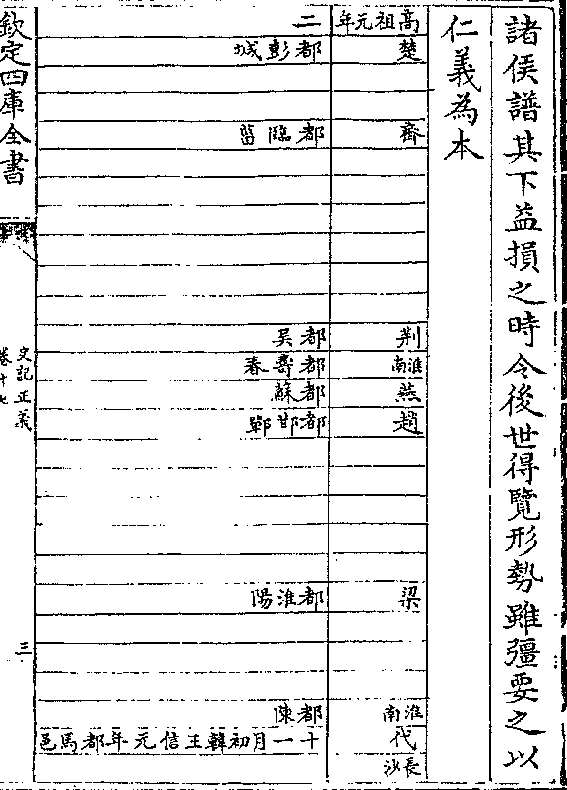 諸侯譜其下益損之時令後世得覽形勢雖彊要之以
仁義為本
高祖元年
二
楚
都彭城
齊
都臨菑
荆
都吳
淮南
都壽春
燕
都蘇
趙
都邯鄲
梁
都淮陽
淮南
都陳
代
十一月初韓王信元年都馬邑
長沙
欽定四庫全書
史記正義
卷十七
三